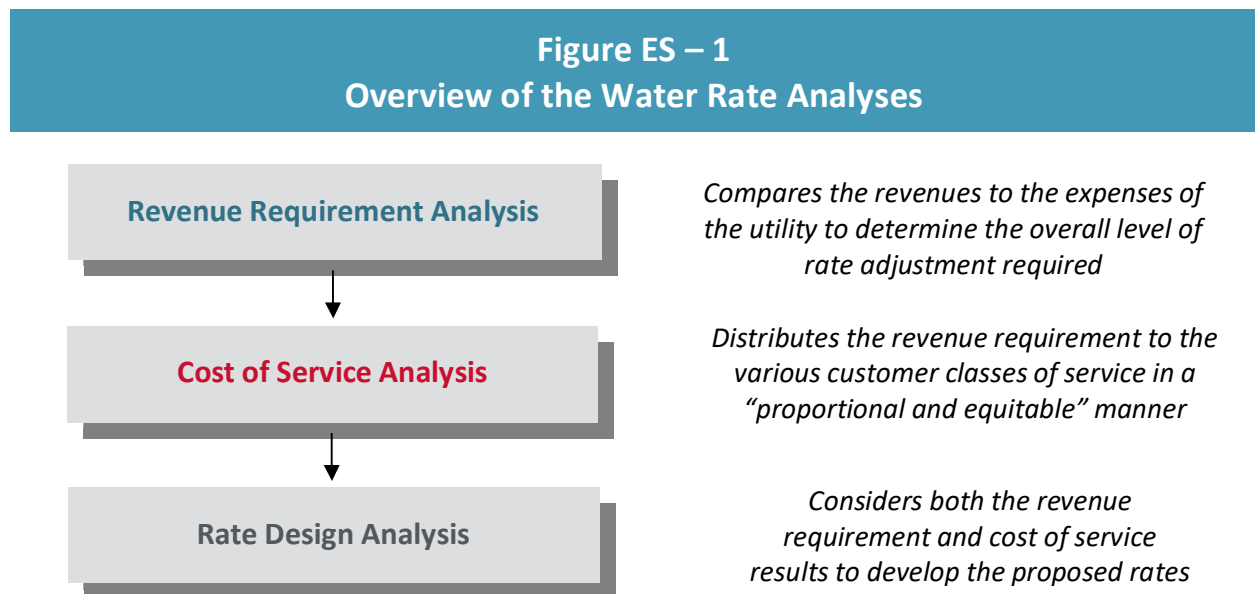 Figure ES – 1
Overview of the Water Rate Analyses
Revenue Requirement Analysis
Compares the revenues to the expenses of
the utility to determine the overall level of
rate adjustment required
Cost of Service Analysis
Distributes the revenue requirement to the
various customer classes of service in a
“proportional and equitable” manner
Rate Design Analysis
Considers both the revenue
requirement and cost of service
results to develop the proposed rates